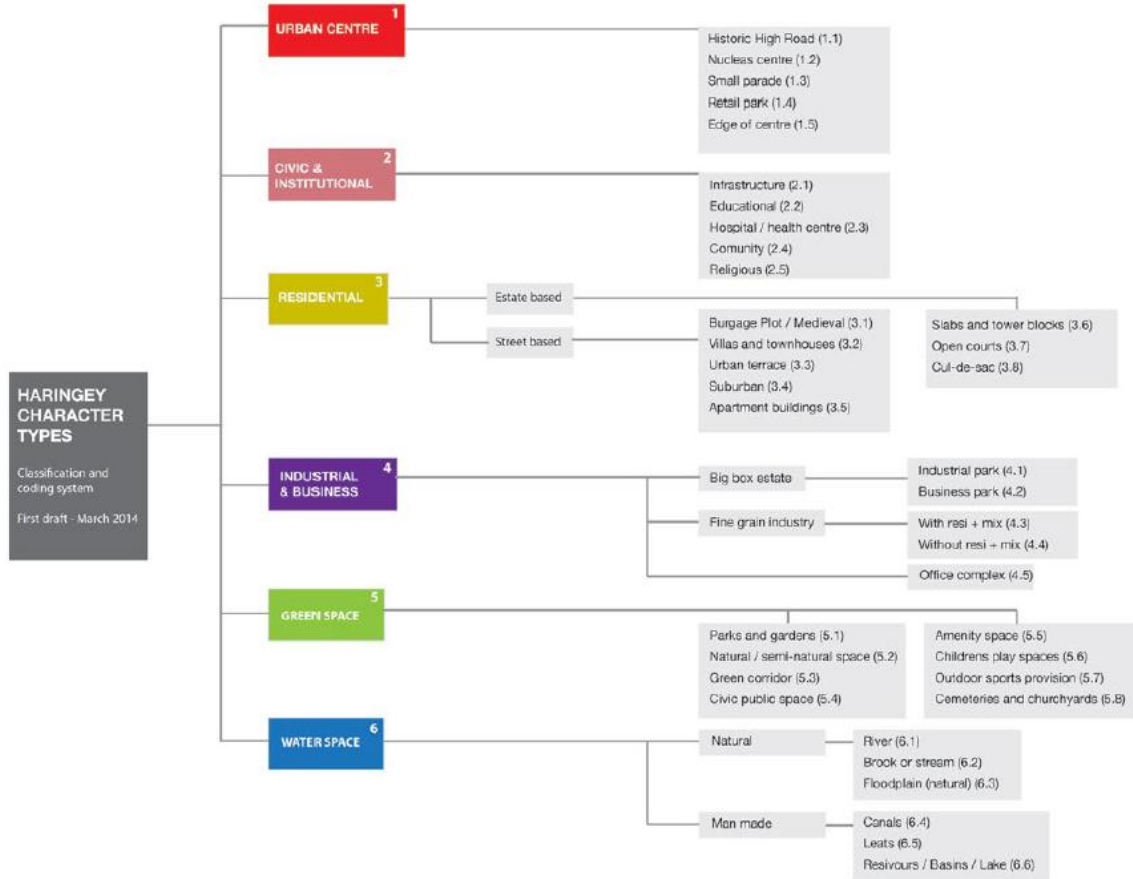 HARINGEY
CHARACTER
TYPES
Classification and
coding system
First draft - March 2014
URBAN CENTRE 1
Historic High Road (1.1)
Nucleas centre (1.2)
Small parade (1.3)
Retail park (1.4)
Edge of centre (1.5)
CIVIC &
INSTITUTIONAL 2
Infrastructure (2.1)
Educational (2.2)
Hospital / health centre (2.3)
Comunity (2.4)
Religious (2.5)
RESIDENTIAL 3
Estate based
Slabs and tower blocks (3.6)
Open courts (3.7)
Cul-de-sac (3.8)
Street based
Burgage Plot / Medieval (3.1)
Villas and townhouses (3.2)
Urban terrace (3.3)
Suburban (3.4)
Apartment buildings (3.5)
INDUSTRIAL
& BUSINESS 4
Big box estate
Industrial park (4.1)
Business park (4.2)
Fine grain industry
With resi + mix (4.3)
Without resi + mix (4.4)
Office complex (4.5)
GREEN SPACE 5
Parks and gardens (5.1)
Natural / semi-natural space (5.2)
Green corridor (5.3)
Civic public space (5.4)
Amenity space (5.5)
Childrens play spaces (5.6)
Outdoor sports provision (5.7)
Cemeteries and churchyards (5.8)
WATER SPACE 6
Natural
River (6.1)
Brook or stream (6.2)
Floodplain (natural) (6.3)
Man made
Canals (6.4)
Leats (6.5)
Resivours / Basins / Lake (6.6)